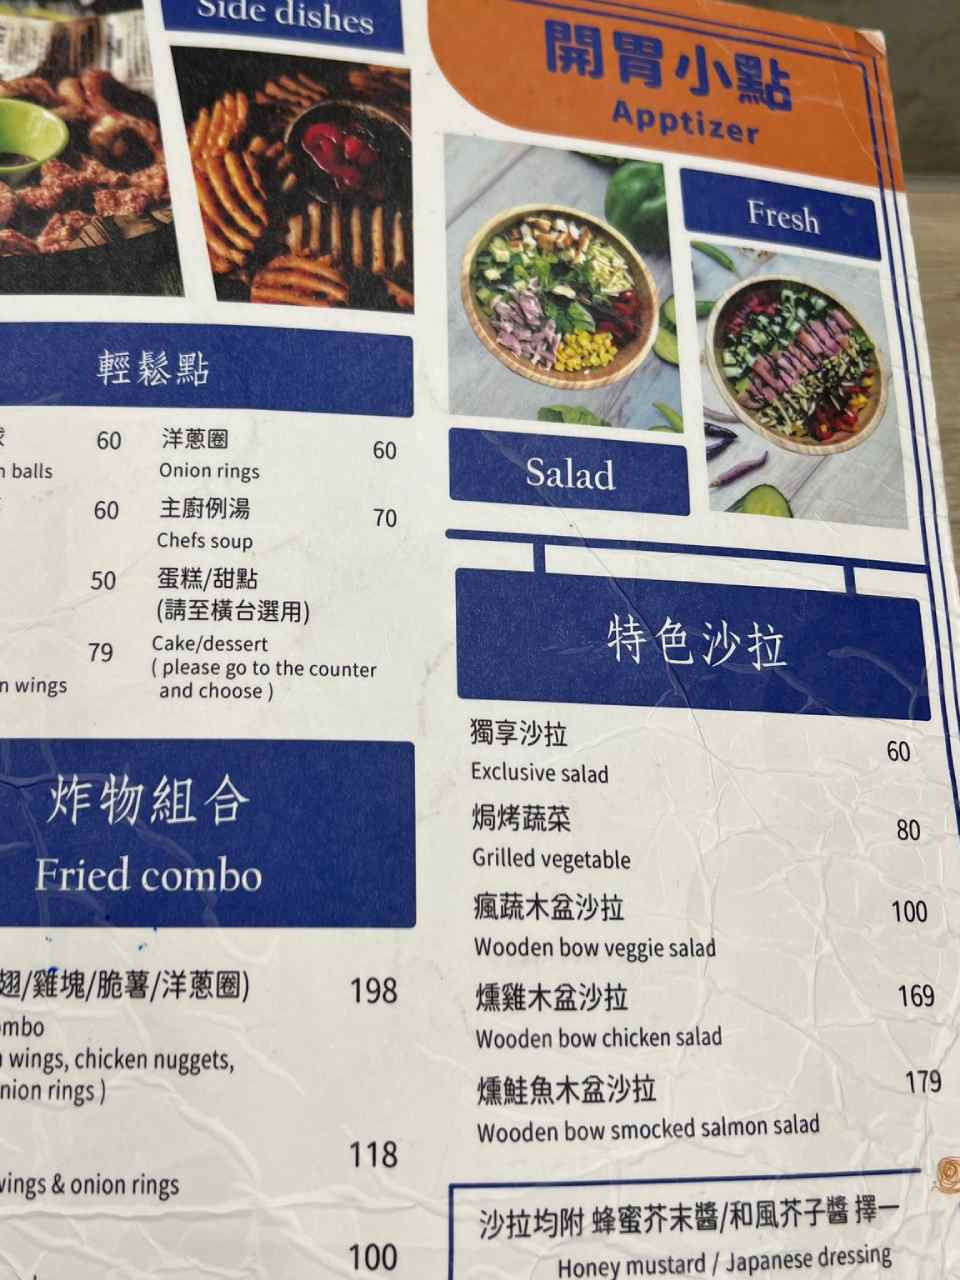 Side dishes
開胃小點
Apptizer
Fresh
Salad
輕鬆點
60
balls
60
50
79
wings
洋蔥圈 60
Onion rings
主廚例湯 70
Chefs soup
蛋糕/甜點
(請至橫台選用)
Cake/dessert
( please go to the counter
and choose )
炸物組合
Fried combo
翅/雞塊/脆薯/洋蔥圈) 198
wings, chicken nuggets,
rings )
118
& onion rings
100
特色沙拉
獨享沙拉 60
Exclusive salad
焗烤蔬菜 80
Grilled vegetable
瘋蔬木盆沙拉 100
Wooden bow veggie salad
燻雞木盆沙拉 169
Wooden bow chicken salad
燻鮭魚木盆沙拉 179
Wooden bow smocked salmon salad
沙拉均附 蜂蜜芥末醬/和風芥子醬 擇一
Honey mustard / Japanese dressing